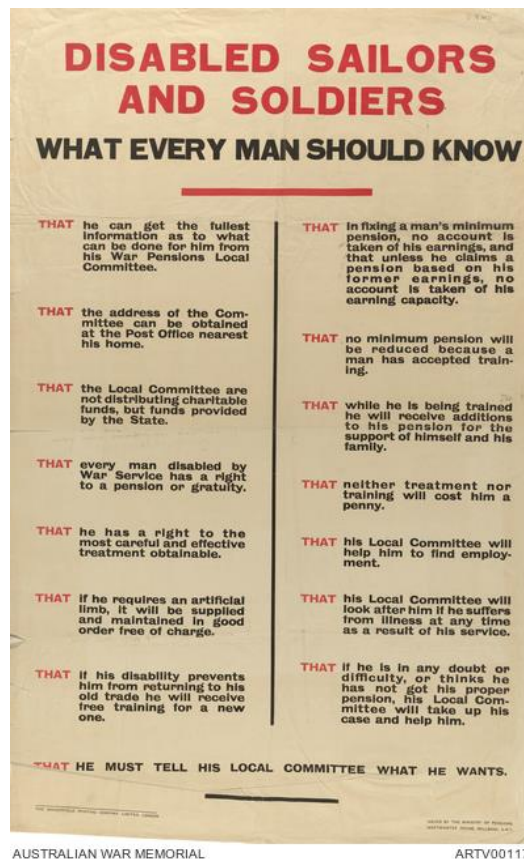 DISABLED SAILORS
AND SOLDIERS
WHAT EVERY MAN SHOULD KNOW
THAT he can get the fullest
information as to what
can be done for him from
his War Pensions Local
Committee.
THAT the address of the Com-
mittee can be obtained
at the Post Office nearest
his home.
THAT the Local Committee are
not distributing charitable
funds, but funds provided
by the State.
THAT every man disabled by
War Service has a right
to a pension or gratuity.
THAT he has a right to the
most careful and effective
treatment obtainable.
THAT if he requires an artificial
limb, it will be supplied
and maintained in good
order free of charge.
THAT if his disability prevents
him from returning to his
old trade he will receive
free training for a new
one.
THAT in fixing a man's minimum
pension, no account is
taken of his earnings, and
that unless he claims a
pension based on his
former earnings, no
account is taken of his
earning capacity.
THAT no minimum pension will
be reduced because a
man has accepted train-
ing.
THAT while he is being trained
he will receive additions
to his pension for the
support of himself and his
family.
THAT neither treatment nor
training will cost him a
penny.
THAT his Local Committee will
help him to find employ-
ment.
THAT his Local Committee will
look after him if he suffers
from illness at any time
as a result of his service.
THAT if he is in any doubt or
difficulty, or thinks he
has not got his proper
pension, his Local Com-
mittee will take up his
case and help him.
THAT HE MUST TELL HIS LOCAL COMMITTEE WHAT HE WANTS.
ISSUED BY THE MINISTRY OF PENSIONS
WESTMINSTER HOUSE, MILLBANK, S.W.1.
AUSTRALIAN WAR MEMORIAL
ARTV0011